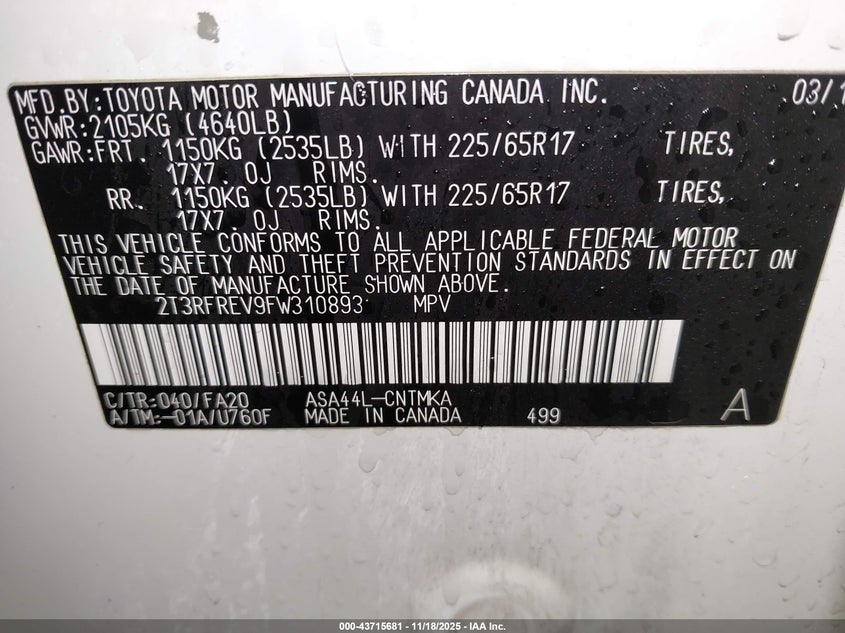 MFD.BY:TOYOTA MOTOR MANUFACTURING CANADA INC. 03/1
GVWR:2105KG (4640LB)
GAWR:FRT. 1150KG (2535LB) WITH 225/65R17 TIRES,
17X7. 0J RIMS.
RR. 1150KG (2535LB) WITH 225/65R17 TIRES,
17X7. 0J RIMS.
THIS VEHICLE CONFORMS TO ALL APPLICABLE FEDERAL MOTOR
VEHICLE SAFETY AND THEFT PREVENTION STANDARDS IN EFFECT ON
THE DATE OF MANUFACTURE SHOWN ABOVE.
2T3RFREV9FW310893 MPV
C/TR:040/FA20 ASA44L-CNTMKA
A/TM:-01A/U760F MADE IN CANADA 499 A
000-43715681 | 11/18/2025 - IAA Inc.